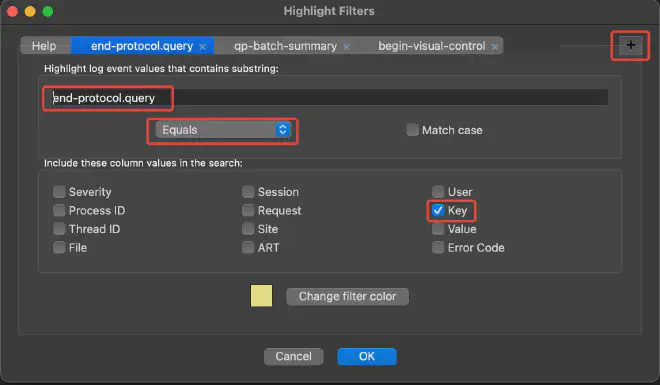 Highlight Filters
Help end-protocol.query × qp-batch-summary × begin-visual-control × +
Highlight log event values that contains substring:
end-protocol.query
Equals Match case
Include these column values in the search:
Severity Session User
Process ID Request Key
Thread ID Site Value
File ART Error Code
Change filter color
Cancel OK